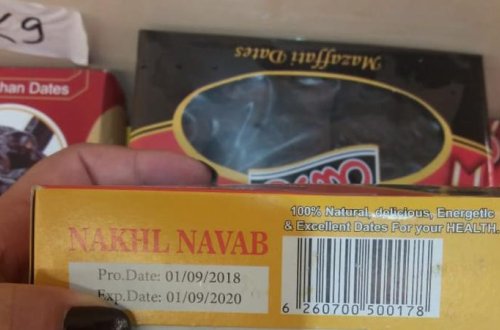 K9
Mazaffati Dates
han Dates
100% Natural, delicious, Energetic
& Excellent Dates For your HEALTH.
NAKHL NAVAB
Pro.Date: 01/09/2018
Exp.Date: 01/09/2020
6 260700 500178